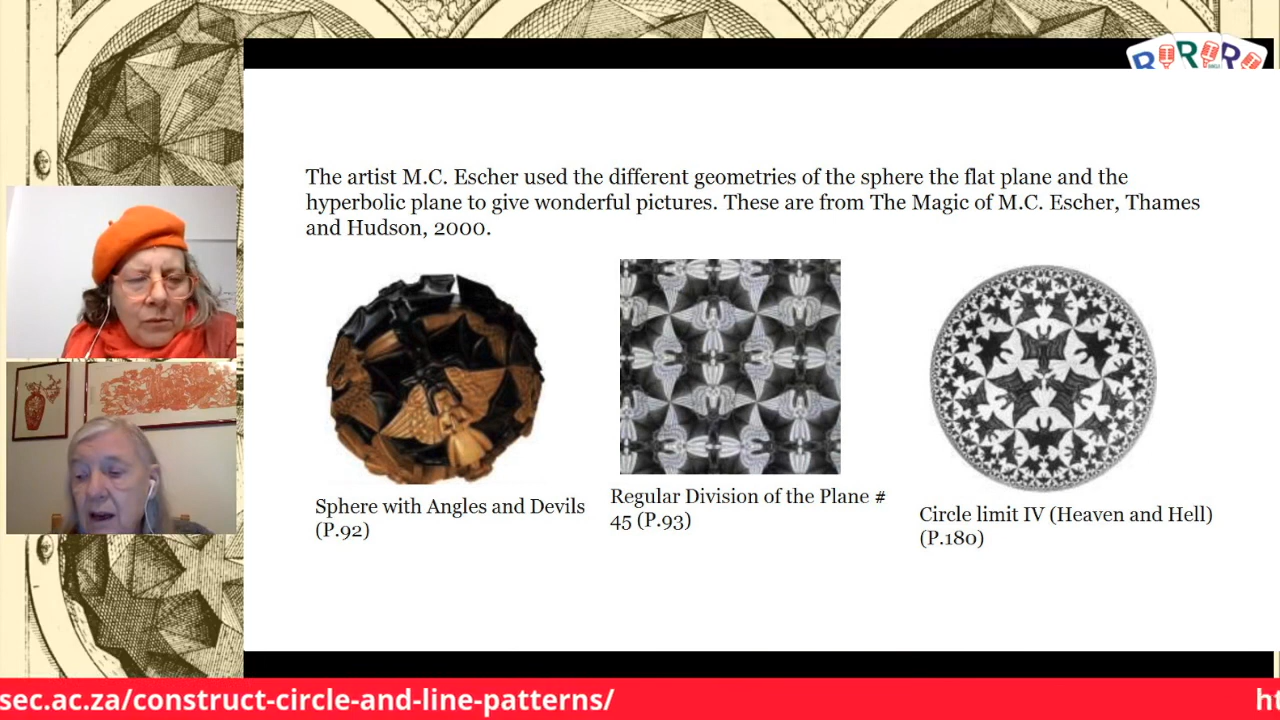 The artist M.C. Escher used the different geometries of the sphere the flat plane and the
hyperbolic plane to give wonderful pictures. These are from The Magic of M.C. Escher, Thames
and Hudson, 2000.
Sphere with Angles and Devils
(P.92)
Regular Division of the Plane #
45 (P.93)
Circle limit IV (Heaven and Hell)
(P.180)
sec.ac.za/construct-circle-and-line-patterns/